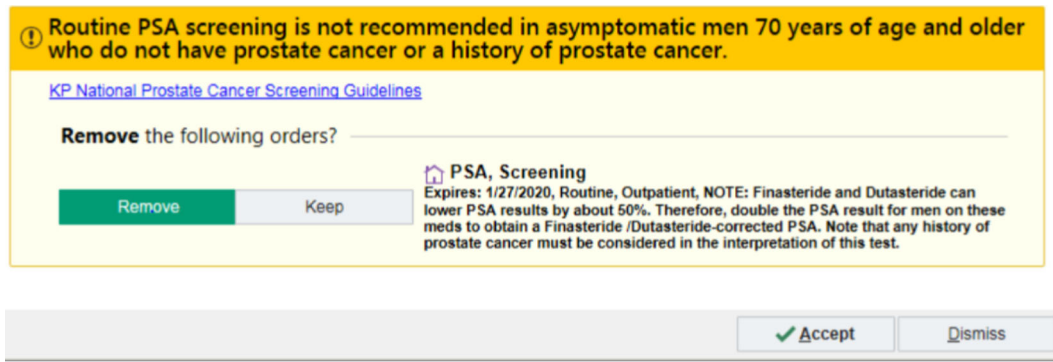 Routine PSA screening is not recommended in asymptomatic men 70 years of age and older
who do not have prostate cancer or a history of prostate cancer.
KP National Prostate Cancer Screening Guidelines
Remove the following orders?
Remove
Keep
PSA, Screening
Expires: 1/27/2020, Routine, Outpatient, NOTE: Finasteride and Dutasteride can
lower PSA results by about 50%. Therefore, double the PSA result for men on these
meds to obtain a Finasteride /Dutasteride-corrected PSA. Note that any history of
prostate cancer must be considered in the interpretation of this test.
Accept
Dismiss